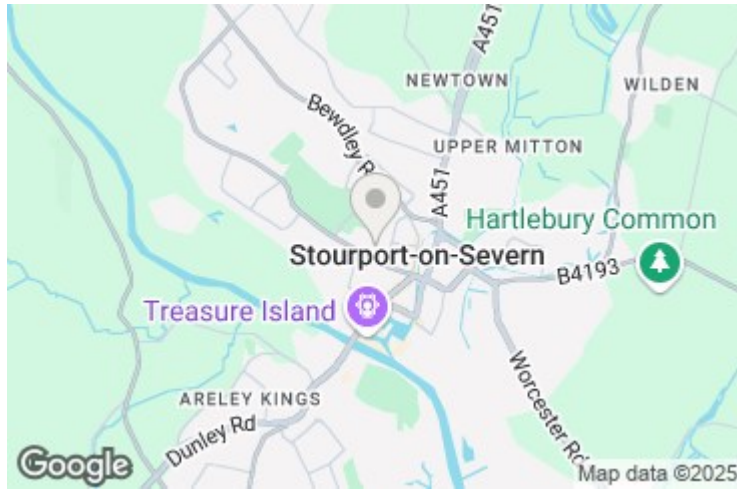 A451
NEWTOWN
WILDEN
Bewdley R
UPPER MITTON
A451
Hartlebury Common
Stourport-on-Severn
B4193
Treasure Island
ARELEY KINGS
Dunley Rd
Worcester Rd
Google
Map data ©2025